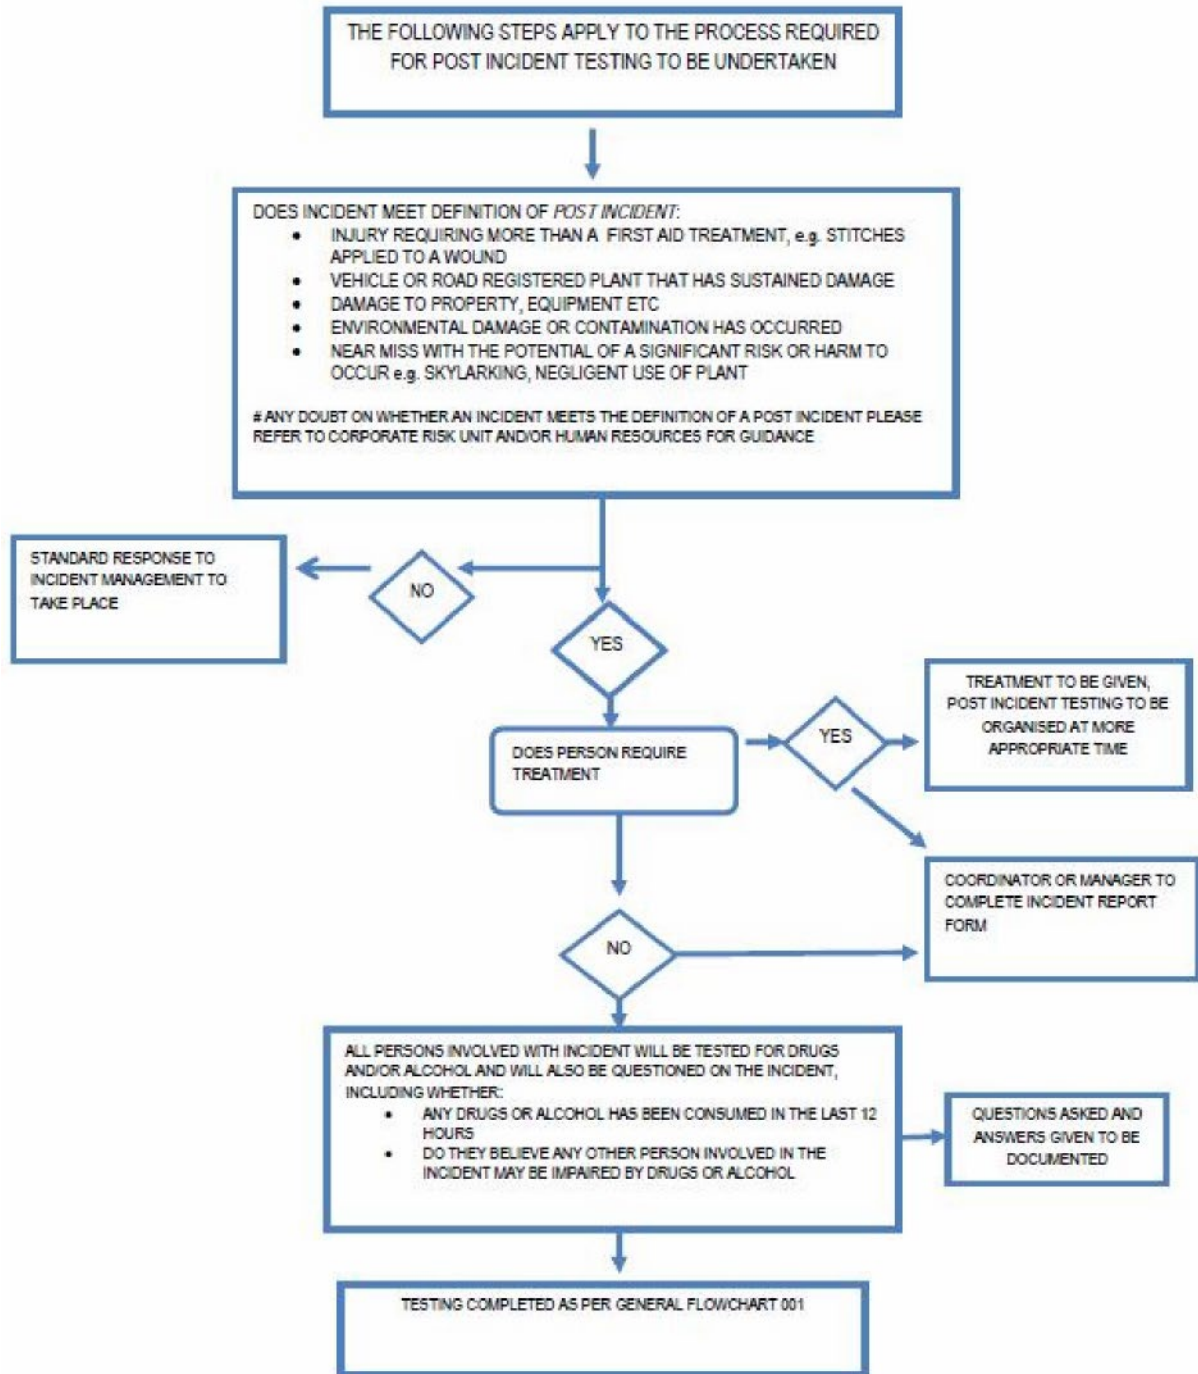 THE FOLLOWING STEPS APPLY TO THE PROCESS REQUIRED
FOR POST INCIDENT TESTING TO BE UNDERTAKEN
DOES INCIDENT MEET DEFINITION OF POST INCIDENT:
• INJURY REQUIRING MORE THAN A FIRST AID TREATMENT, e.g. STITCHES
APPLIED TO A WOUND
• VEHICLE OR ROAD REGISTERED PLANT THAT HAS SUSTAINED DAMAGE
• DAMAGE TO PROPERTY, EQUIPMENT ETC
• ENVIRONMENTAL DAMAGE OR CONTAMINATION HAS OCCURRED
• NEAR MISS WITH THE POTENTIAL OF A SIGNIFICANT RISK OR HARM TO
OCCUR e.g. SKYLARKING, NEGLIGENT USE OF PLANT
# ANY DOUBT ON WHETHER AN INCIDENT MEETS THE DEFINITION OF A POST INCIDENT PLEASE
REFER TO CORPORATE RISK UNIT AND/OR HUMAN RESOURCES FOR GUIDANCE
STANDARD RESPONSE TO
INCIDENT MANAGEMENT TO
TAKE PLACE
NO
YES
DOES PERSON REQUIRE
TREATMENT
YES
TREATMENT TO BE GIVEN,
POST INCIDENT TESTING TO BE
ORGANISED AT MORE
APPROPRIATE TIME
COORDINATOR OR MANAGER TO
COMPLETE INCIDENT REPORT
FORM
NO
ALL PERSONS INVOLVED WITH INCIDENT WILL BE TESTED FOR DRUGS
AND/OR ALCOHOL AND WILL ALSO BE QUESTIONED ON THE INCIDENT,
INCLUDING WHETHER:
• ANY DRUGS OR ALCOHOL HAS BEEN CONSUMED IN THE LAST 12
HOURS
• DO THEY BELIEVE ANY OTHER PERSON INVOLVED IN THE
INCIDENT MAY BE IMPAIRED BY DRUGS OR ALCOHOL
QUESTIONS ASKED AND
ANSWERS GIVEN TO BE
DOCUMENTED
TESTING COMPLETED AS PER GENERAL FLOWCHART 001